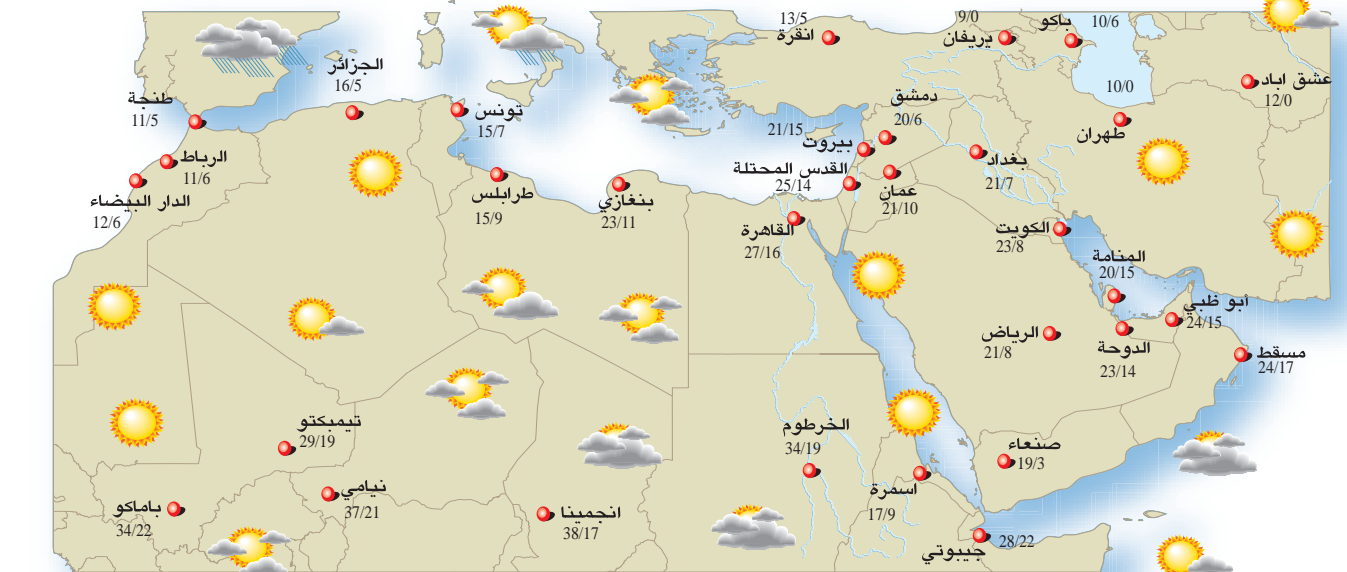 13/5
انقرة
9/0
يريفان
باكو
10/6
عشق اباد
12/0
10/0
طهران
الجزائر
16/5
طنجة
11/5
تونس
15/7
دمشق
20/6
21/15
بيروت
بغداد
21/7
الرباط
11/6
القدس المحتلة
25/14
عمان
21/10
الدار البيضاء
12/6
طرابلس
15/9
بنغازي
23/11
القاهرة
27/16
الكويت
23/8
المنامة
20/15
أبو ظبي
24/15
الرياض
21/8
الدوحة
23/14
مسقط
24/17
تيمبكتو
29/19
الخرطوم
34/19
صنعاء
19/3
اسمرة
17/9
نيامي
37/21
باماكو
34/22
انجمينا
38/17
جيبوتي
28/22